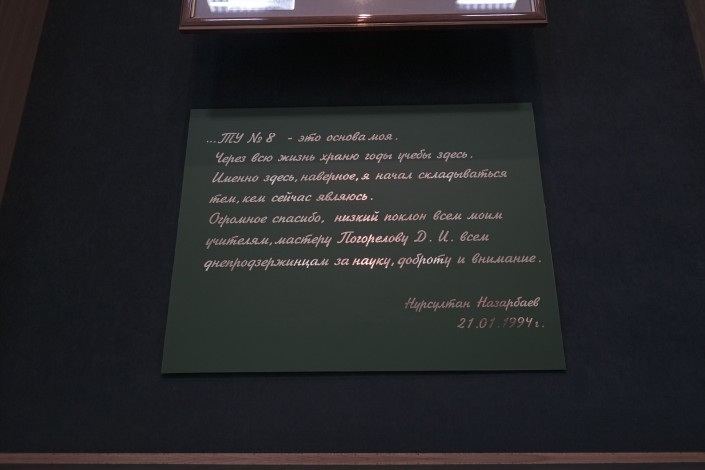 ...ТУ № 8 - это основа моя.
Через всю жизнь храню годы учебы здесь.
Именно здесь, наверное, я начал складываться
тем, кем сейчас являюсь.
Огромное спасибо, низкий поклон всем моим
учителям, мастеру Погорелову Д. И. всем
днепродзержинцам за науку, доброту и внимание.
Нурсултан Назарбаев
21.01.1994г.